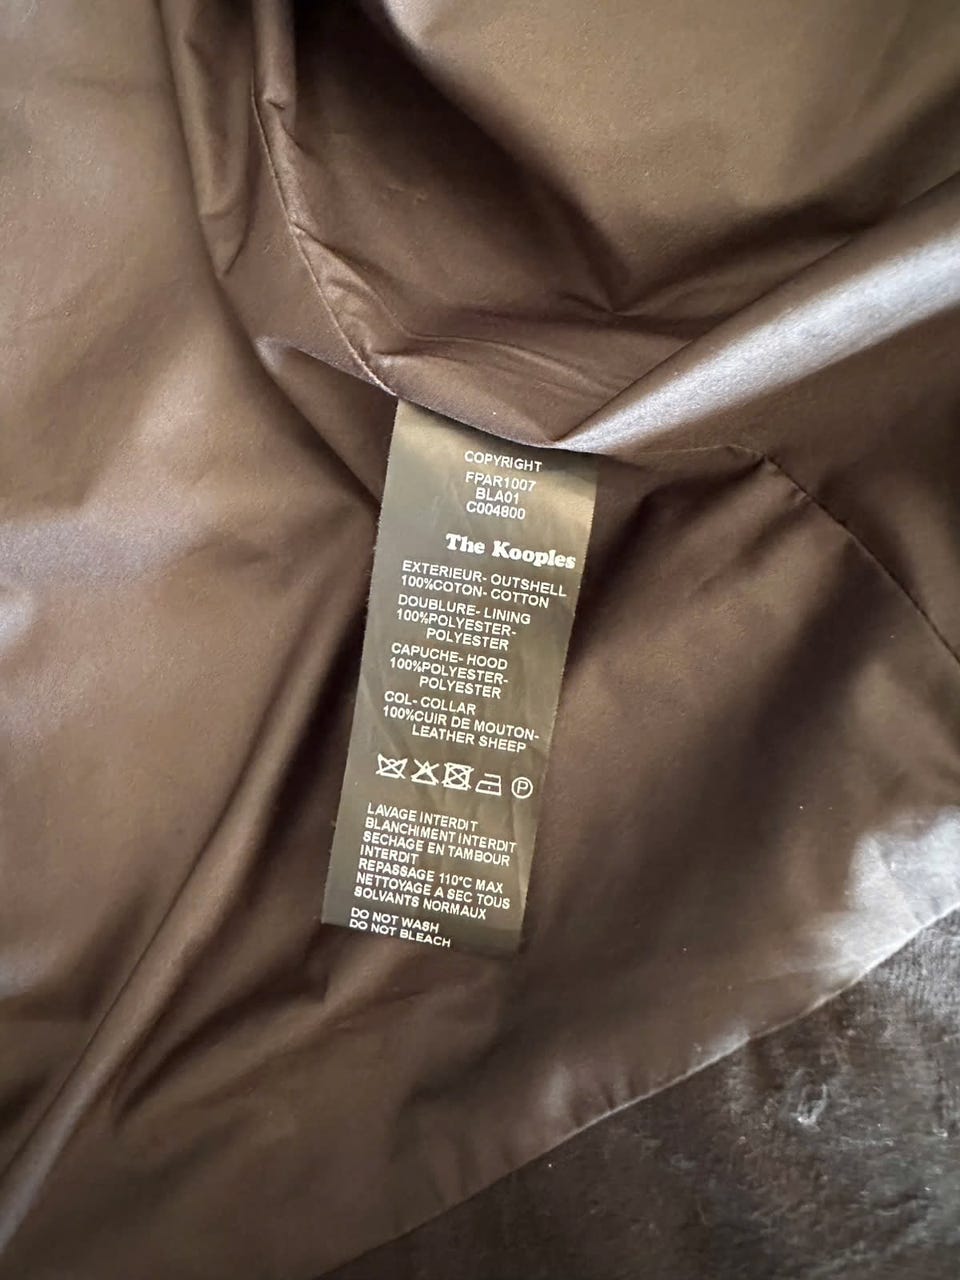 COPYRIGHT
FPAR1007
BLA01
C004800
The Kooples
EXTERIEUR- OUTSHELL
100%COTON- COTTON
DOUBLURE- LINING
100%POLYESTER-
POLYESTER
CAPUCHE- HOOD
100%POLYESTER-
POLYESTER
COL- COLLAR
100%CUIR DE MOUTON-
LEATHER SHEEP
P
LAVAGE INTERDIT
BLANCHIMENT INTERDIT
SECHAGE EN TAMBOUR
INTERDIT
REPASSAGE 110°C MAX
NETTOYAGE A SEC TOUS
SOLVANTS NORMAUX
DO NOT WASH
DO NOT BLEACH